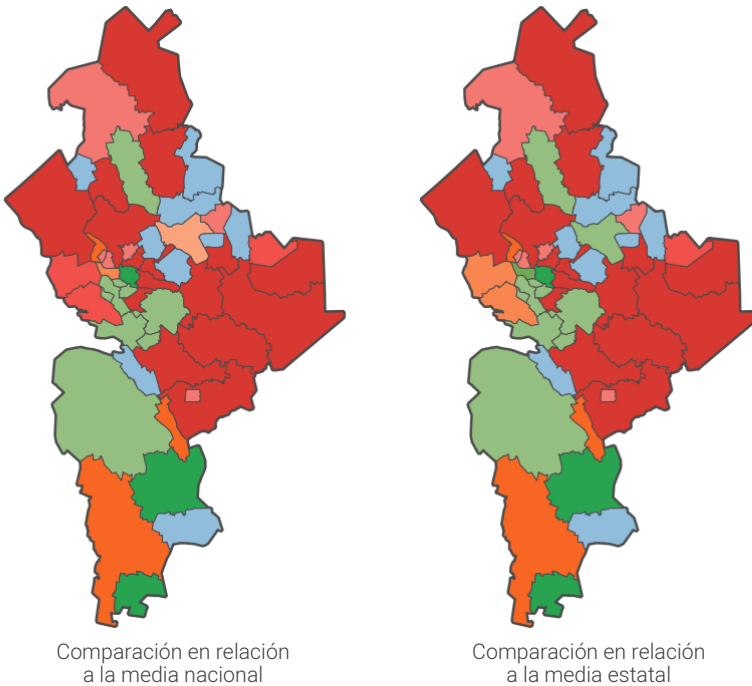 Comparación en relación
a la media nacional
Comparación en relación
a la media estatal